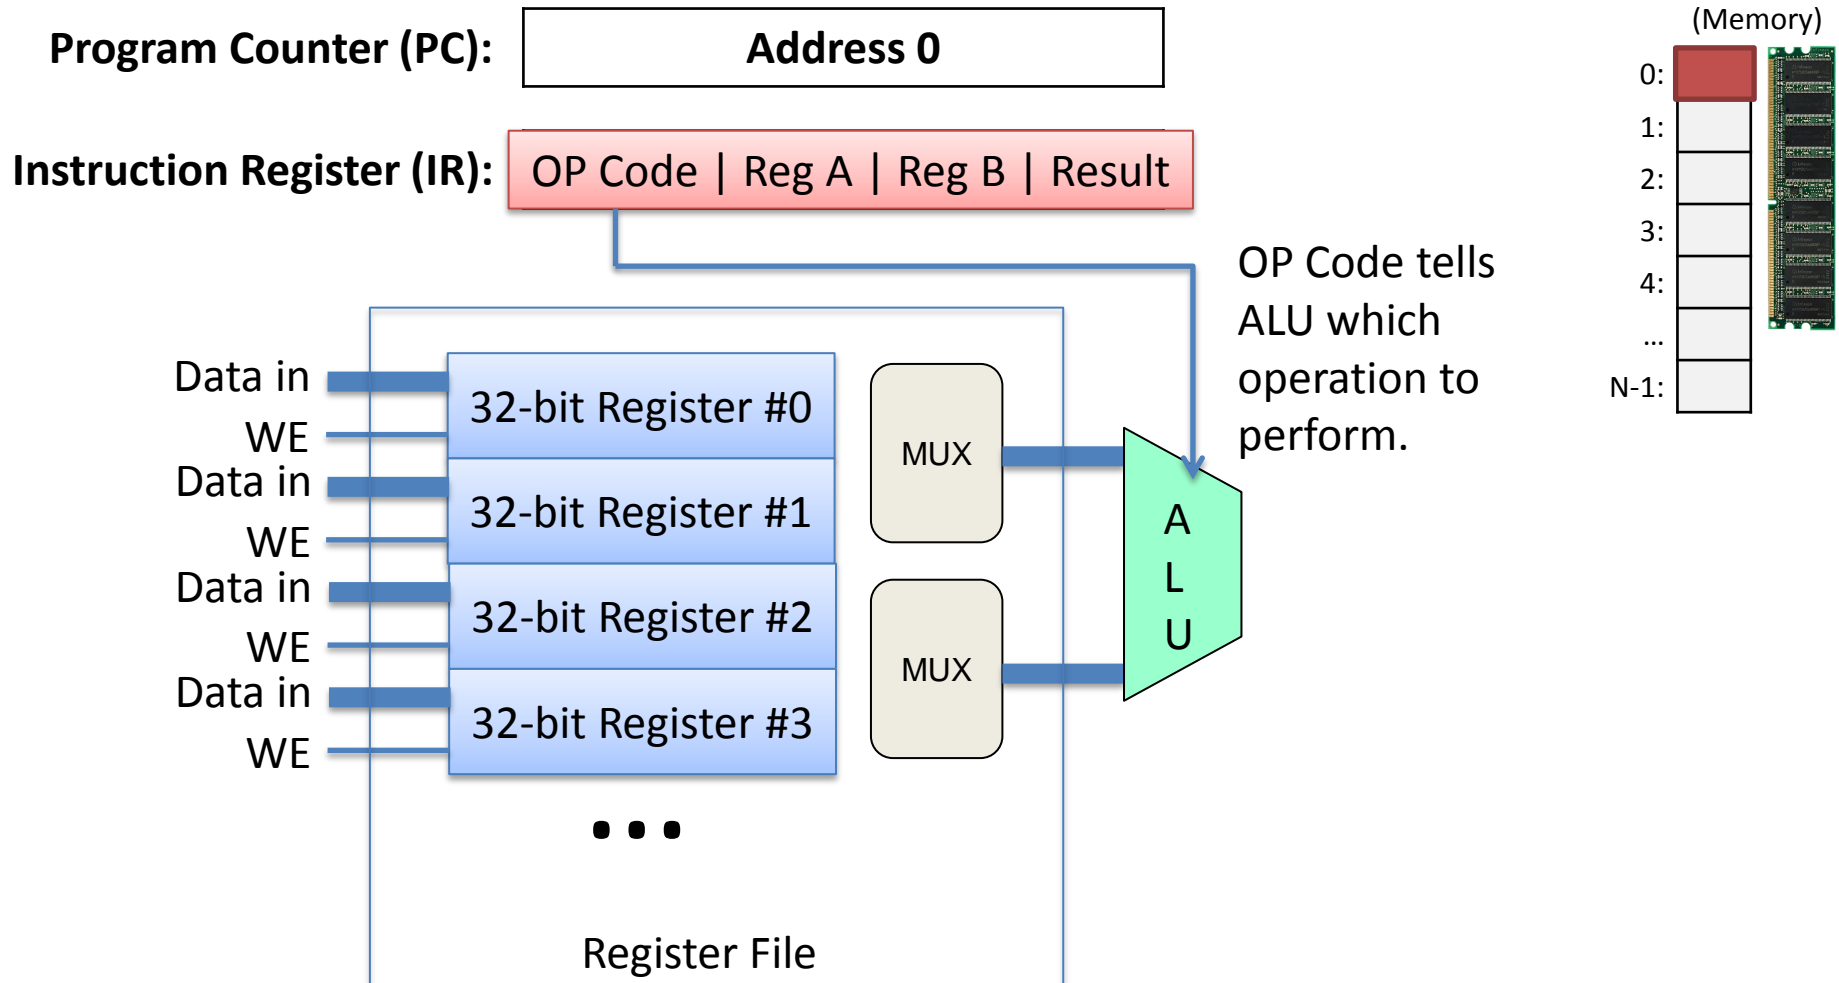 (Memory)
Program Counter (PC):
Address 0
0:
1:
2:
3:
4:
...
N-1:
Instruction Register (IR):
OP Code | Reg A | Reg B | Result
OP Code tells
ALU which
operation to
perform.
Data in
WE
Data in
WE
Data in
WE
Data in
WE
32-bit Register #0
32-bit Register #1
32-bit Register #2
32-bit Register #3
...
MUX
MUX
A
L
U
Register File